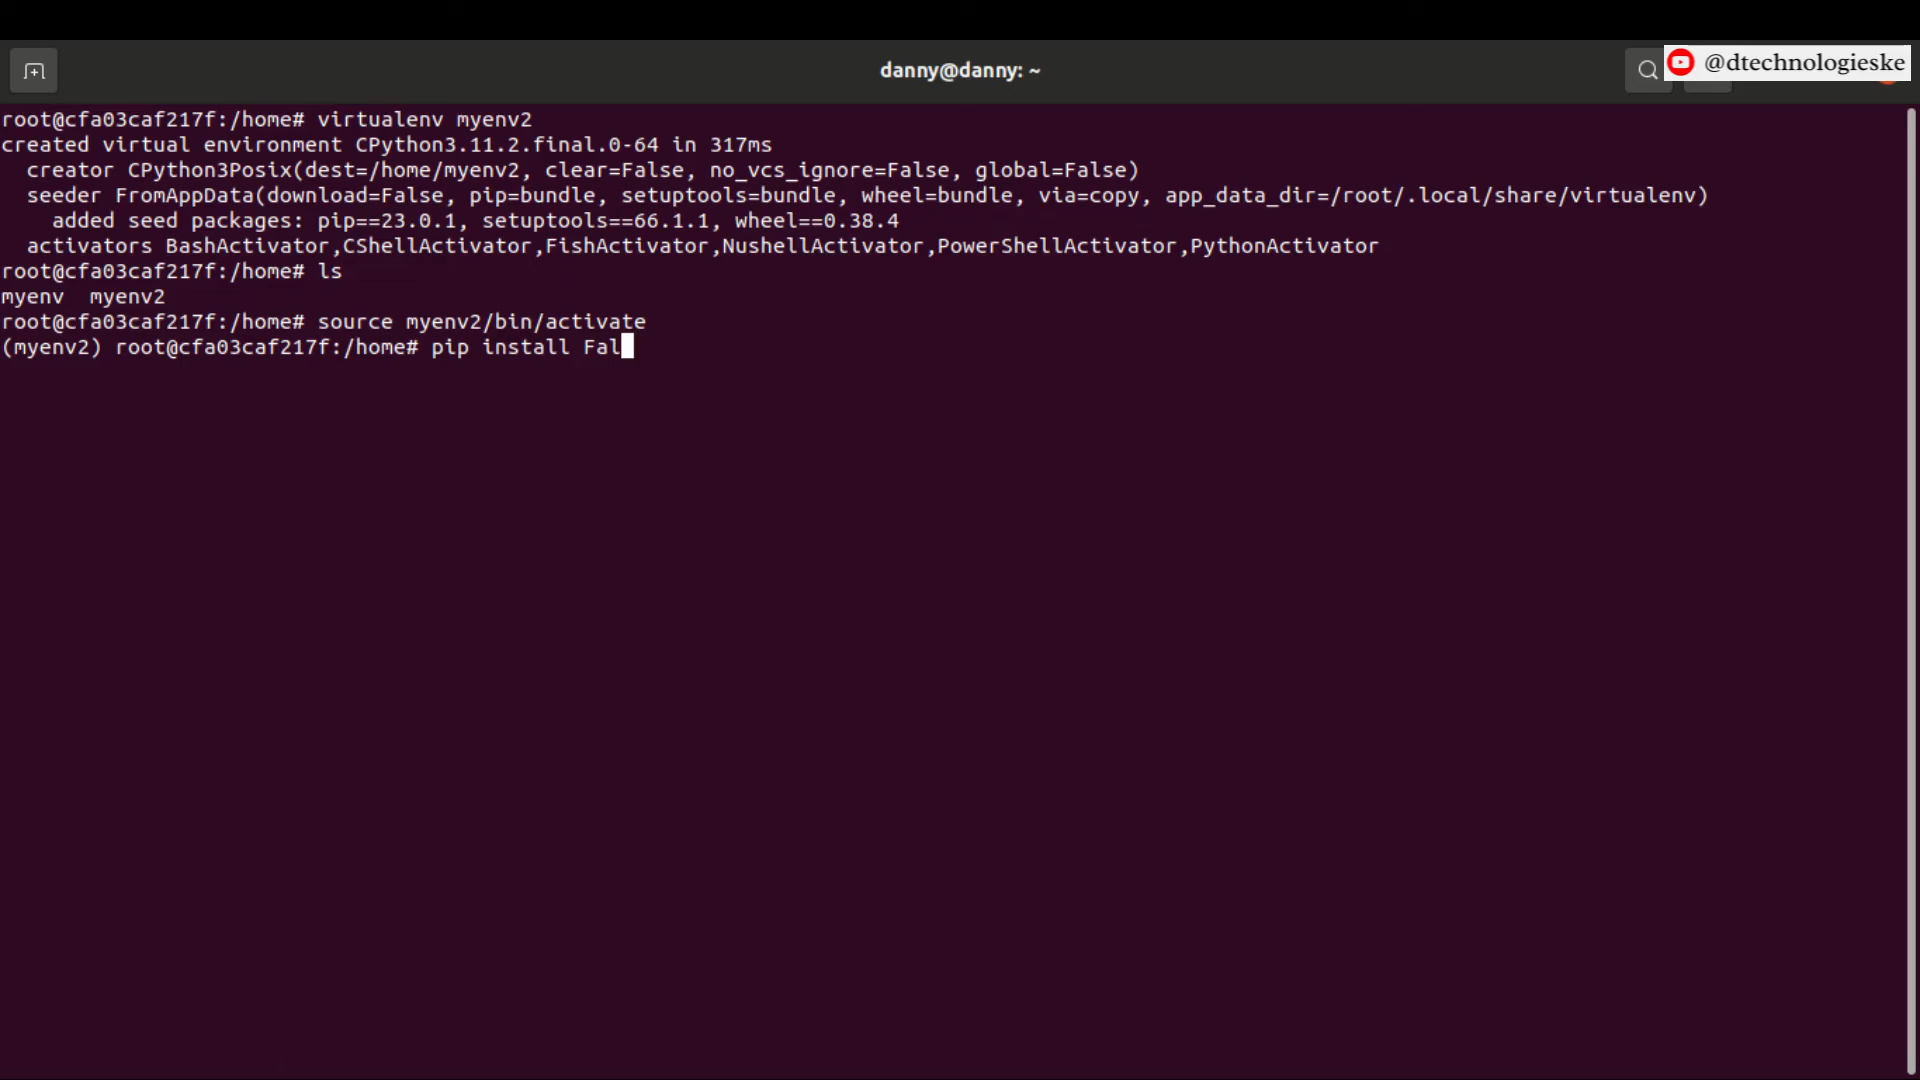 danny@danny: ~
@dtechnologieske
root@cfa03caf217f:/home# virtualenv myenv2
created virtual environment CPython3.11.2.final.0-64 in 317ms
  creator CPython3Posix(dest=/home/myenv2, clear=False, no_vcs_ignore=False, global=False)
  seeder FromAppData(download=False, pip=bundle, setuptools=bundle, wheel=bundle, via=copy, app_data_dir=/root/.local/share/virtualenv)
    added seed packages: pip==23.0.1, setuptools==66.1.1, wheel==0.38.4
  activators BashActivator,CShellActivator,FishActivator,NushellActivator,PowerShellActivator,PythonActivator
root@cfa03caf217f:/home# ls
myenv  myenv2
root@cfa03caf217f:/home# source myenv2/bin/activate
(myenv2) root@cfa03caf217f:/home# pip install Fal